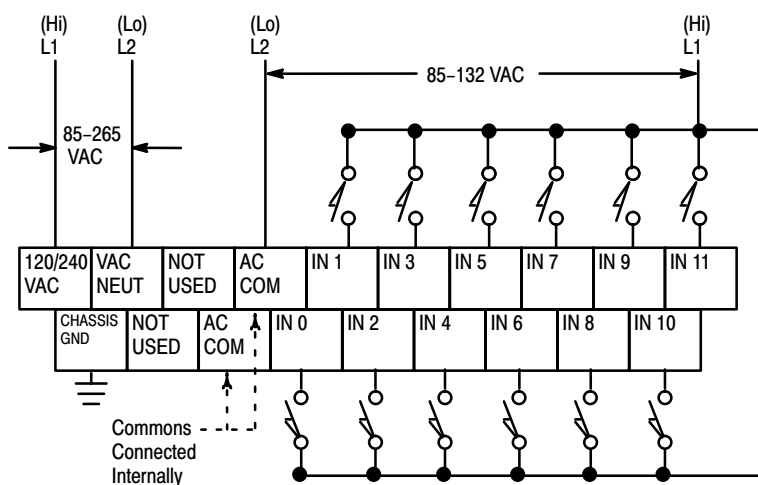 (Hi) (Lo) (Lo) (Hi)
L1 L2 L2 L1
85–132 VAC
85–265
VAC
120/240 VAC NOT AC IN 1 IN 3 IN 5 IN 7 IN 9 IN 11
VAC NEUT USED COM
CHASSIS NOT AC IN 0 IN 2 IN 4 IN 6 IN 8 IN 10
GND USED COM
Commons
Connected
Internally